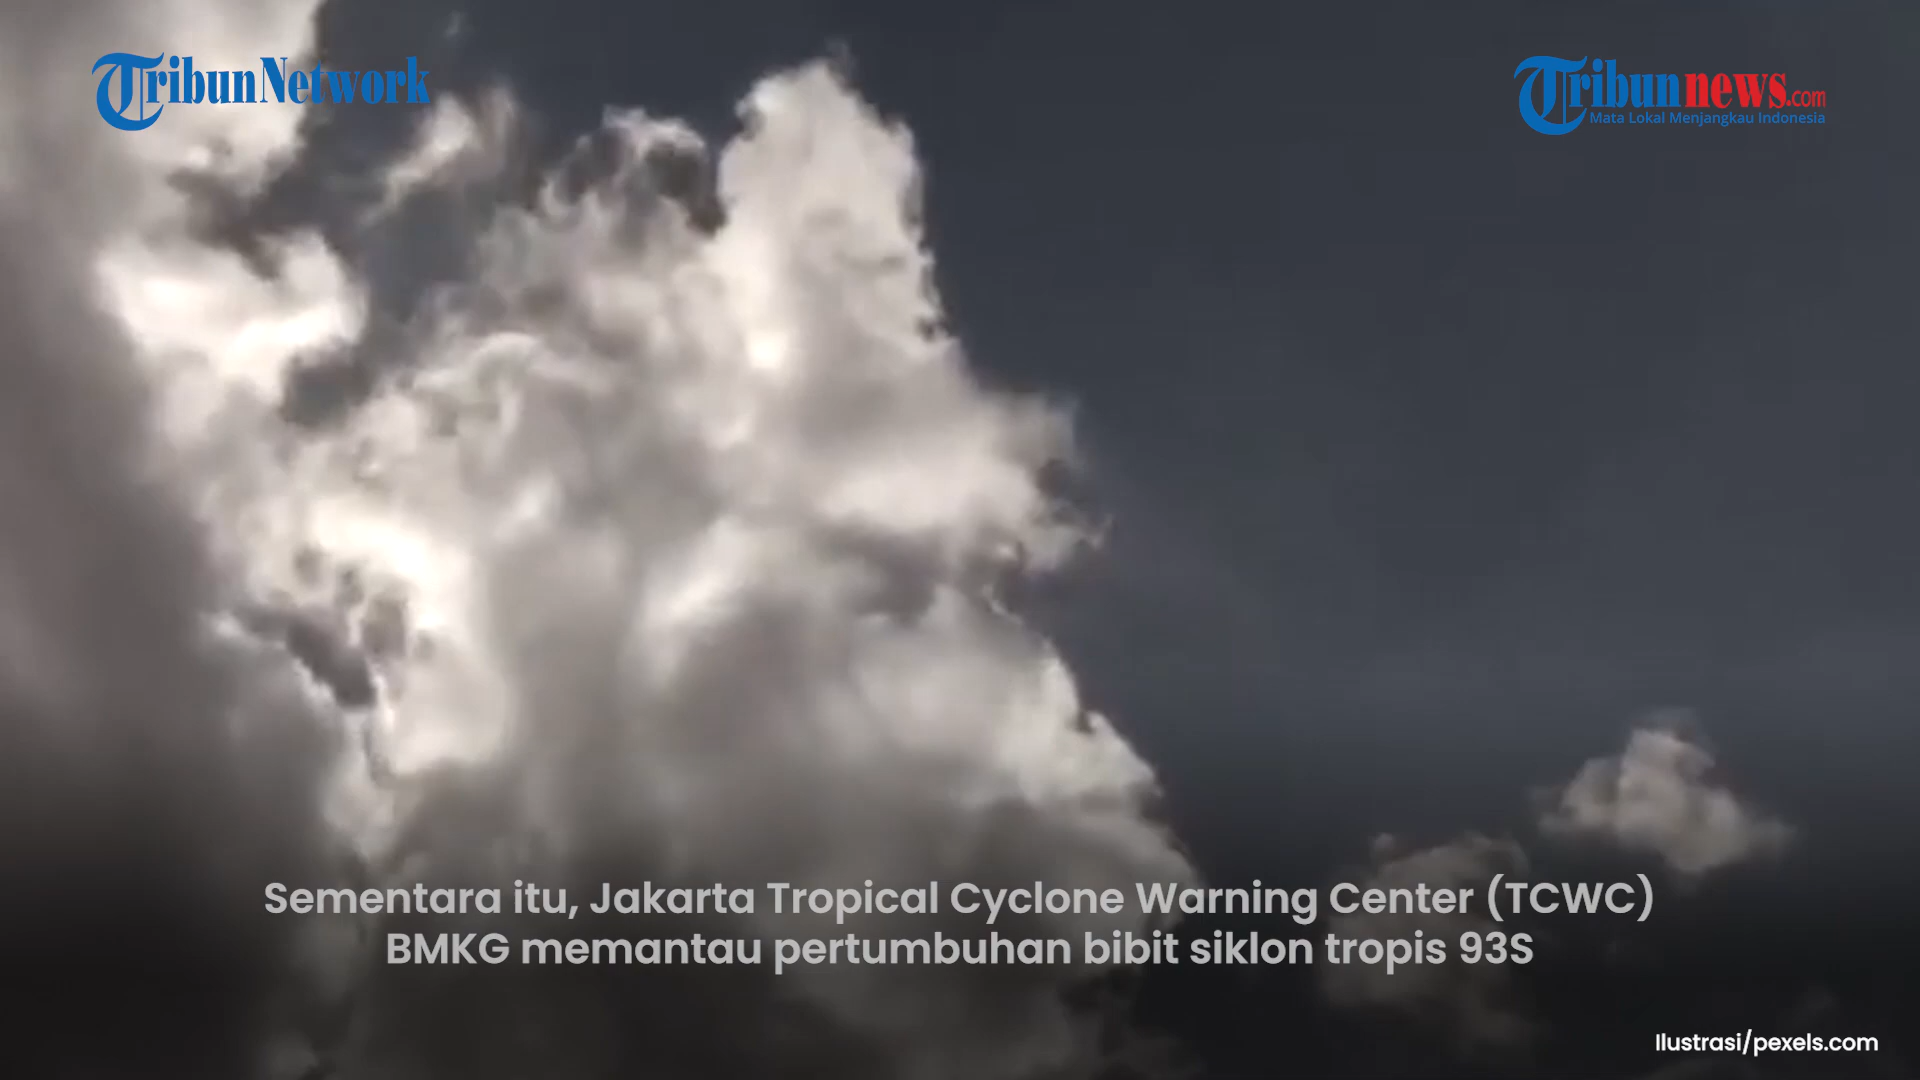 TribunNetwork
Tribunnews.com
Mata Lokal Menjangkau Indonesia
Sementara itu, Jakarta Tropical Cyclone Warning Center (TCWC)
BMKG memantau pertumbuhan bibit siklon tropis 93S
Ilustrasi/pexels.com